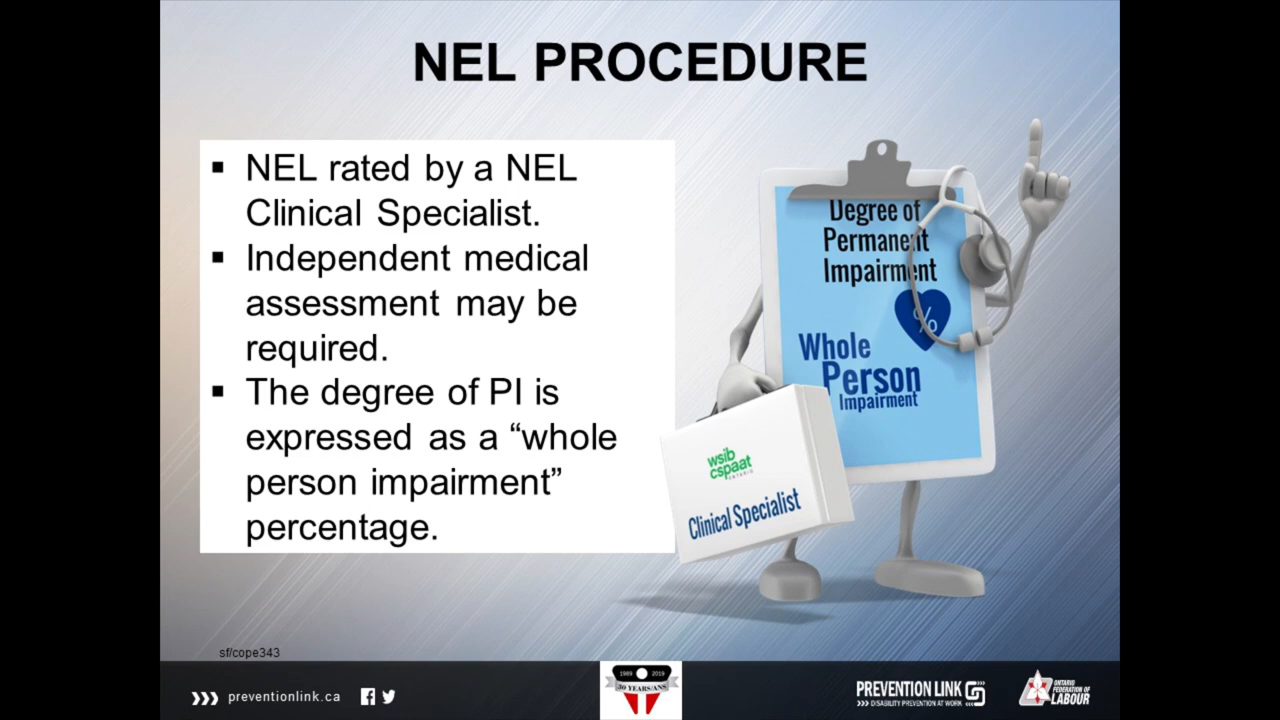 NEL PROCEDURE
▪ NEL rated by a NEL
Clinical Specialist.
▪ Independent medical
assessment may be
required.
▪ The degree of PI is
expressed as a “whole
person impairment”
percentage.
Degree of
Permanent
Impairment
%
Whole
Person
Impairment
wsib
cspaat
ONTARIO
Clinical Specialist
sf/cope343
preventionlink.ca
1989 2019
30 YEARS/ANS
PREVENTION LINK
DISABILITY PREVENTION AT WORK
ONTARIO
FEDERATION OF
LABOUR